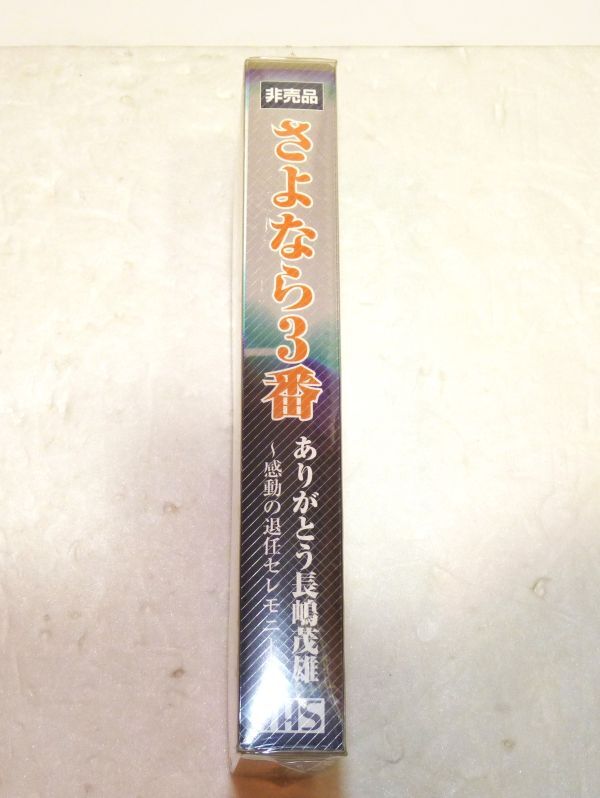 非売品
さよなら3番
ありがとう長嶋茂雄
~感動の退任セレモニー
VHS